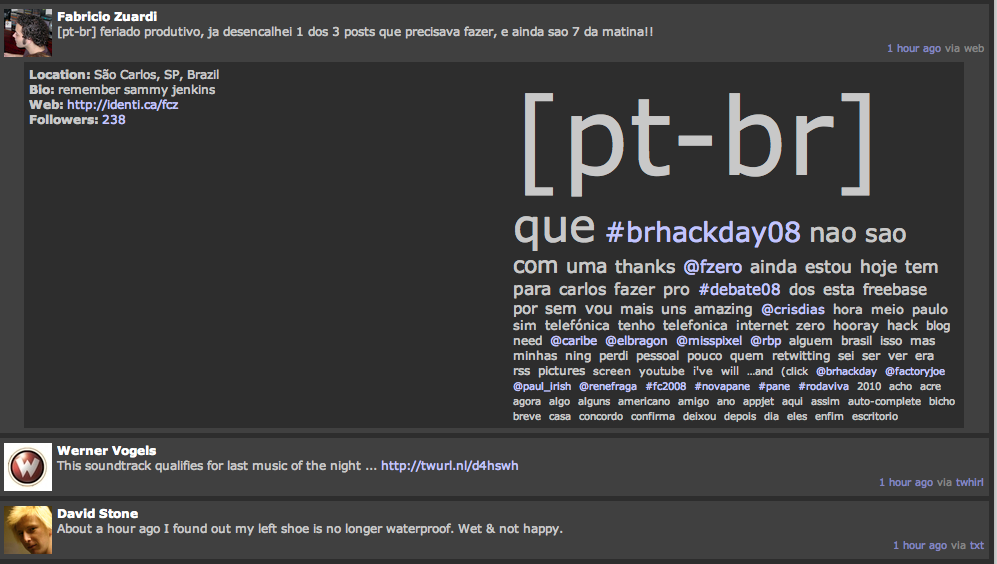 Fabricio Zuardi
[pt-br] feriado produtivo, ja desencalhei 1 dos 3 posts que precisava fazer, e ainda sao 7 da matina!!
1 hour ago via web
Location: São Carlos, SP, Brazil
Bio: remember sammy jenkins
Web: http://identi.ca/fcz
Followers: 238
[pt-br]
que #brhackday08 nao sao
com uma thanks @fzero ainda estou hoje tem
para carlos fazer pro #debate08 dos esta freebase
por sem vou mais uns amazing @crisdias hora meio paulo
sim telefónica tenho telefonica internet zero hooray hack blog
need @caribe @elbragon @misspixel @rbp alguem brasil isso mas
minhas ning perdi pessoal pouco quem retwitting sei ser ver era
rss pictures screen youtube i've will ...and (click @brhackday @factoryjoe
@paul_irish @renefraga #fc2008 #novapane #pane #rodaviva 2010 acho acre
agora algo alguns americano amigo ano appjet aqui assim auto-complete bicho
breve casa concordo confirma deixou depois dia eles enfim escritorio
W
Werner Vogels
This soundtrack qualifies for last music of the night ... http://twurl.nl/d4hswh
1 hour ago via twhirl
David Stone
About a hour ago I found out my left shoe is no longer waterproof. Wet & not happy.
1 hour ago via txt